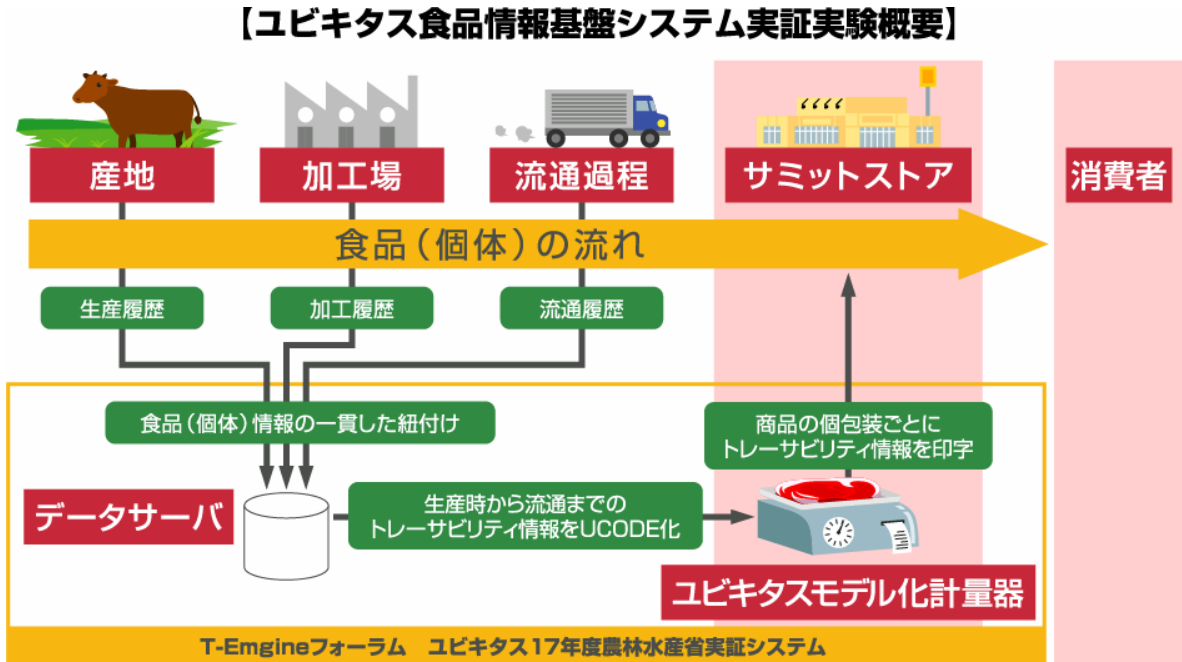 【ユビキタス食品情報基盤システム実証実験概要】
産地
加工場
流通過程
サミットストア
消費者
食品（個体）の流れ
生産履歴
加工履歴
流通履歴
食品（個体）情報の一貫した紐付け
商品の個包装ごとに
トレーサビリティ情報を印字
データサーバ
生産時から流通までの
トレーサビリティ情報をUCODE化
ユビキタスモデル化計量器
T-Emgineフォーラム　ユビキタス17年度農林水産省実証システム